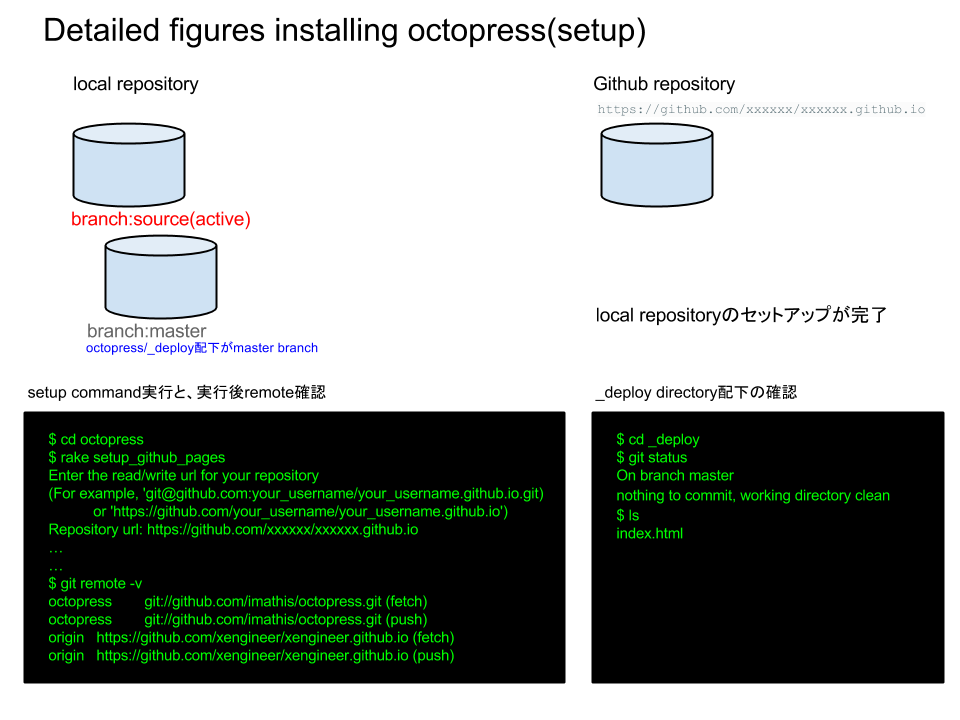 Detailed figures installing octopress(setup)
local repository
Github repository
https://github.com/xxxxxx/xxxxxx.github.io
branch:source(active)
branch:master
octopress/_deploy配下がmaster branch
local repositoryのセットアップが完了
setup command実行と、実行後remote確認
$ cd octopress
$ rake setup_github_pages
Enter the read/write url for your repository
(For example, 'git@github.com:your_username/your_username.github.io.git)
or 'https://github.com/your_username/your_username.github.io')
Repository url: https://github.com/xxxxxx/xxxxxx.github.io
…
…
$ git remote -v
octopress git://github.com/imathis/octopress.git (fetch)
octopress git://github.com/imathis/octopress.git (push)
origin https://github.com/xengineer/xengineer.github.io (fetch)
origin https://github.com/xengineer/xengineer.github.io (push)
_deploy directory配下の確認
$ cd _deploy
$ git status
On branch master
nothing to commit, working directory clean
$ ls
index.html